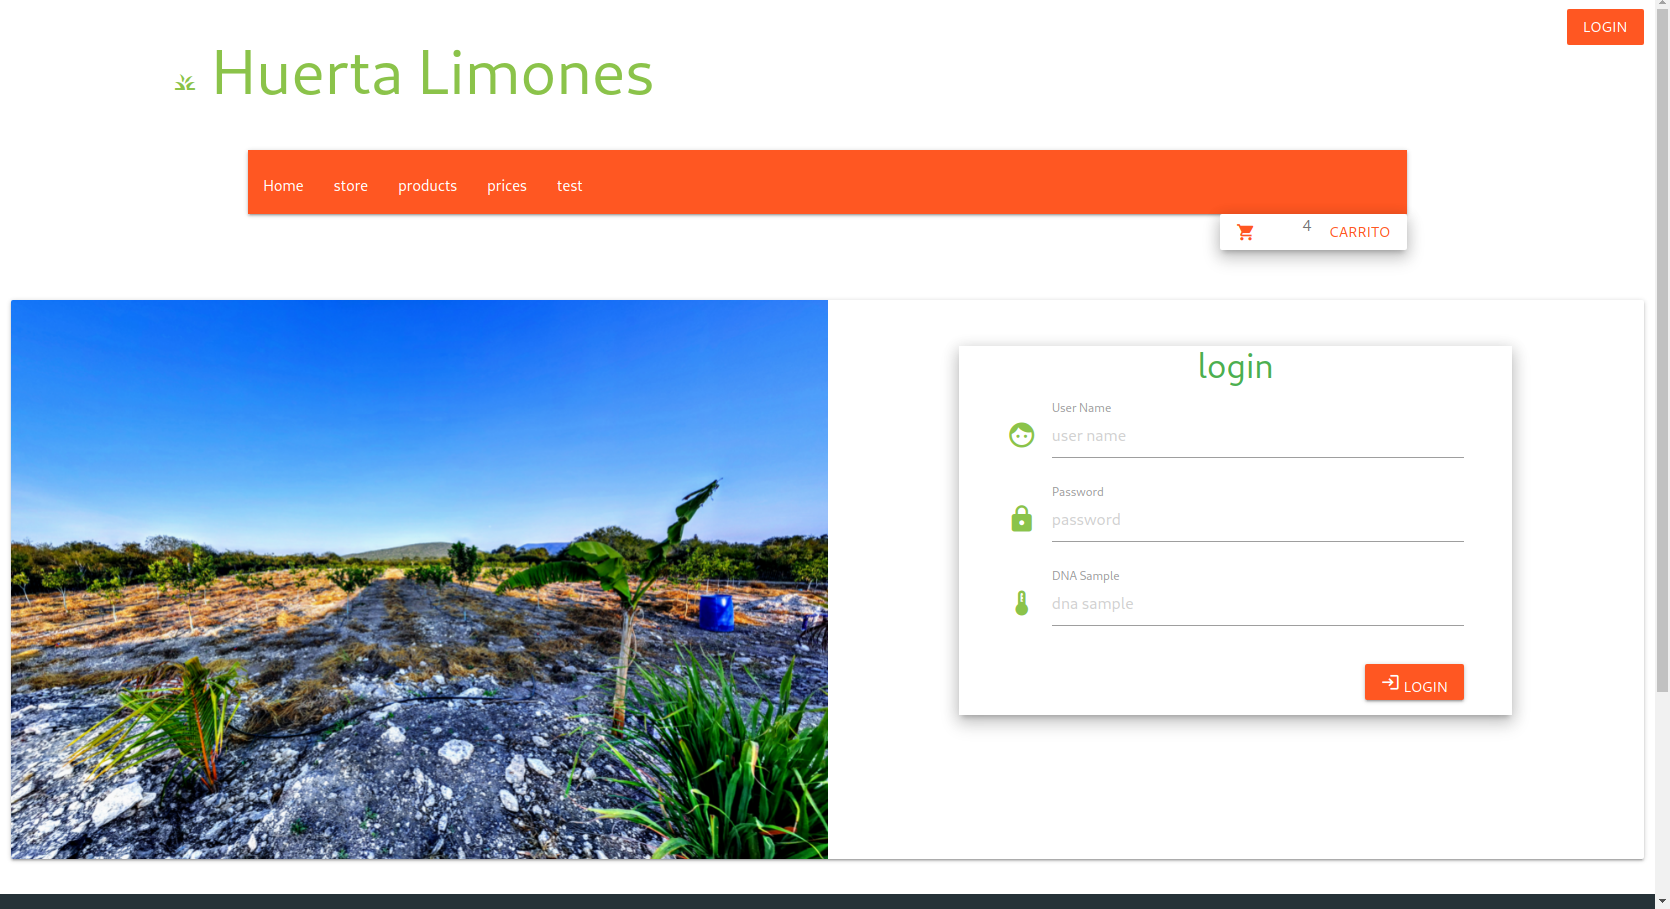 LOGIN
Huerta Limones
Home store products prices test
4 CARRITO
login
User Name
user name
Password
password
DNA Sample
dna sample
LOGIN